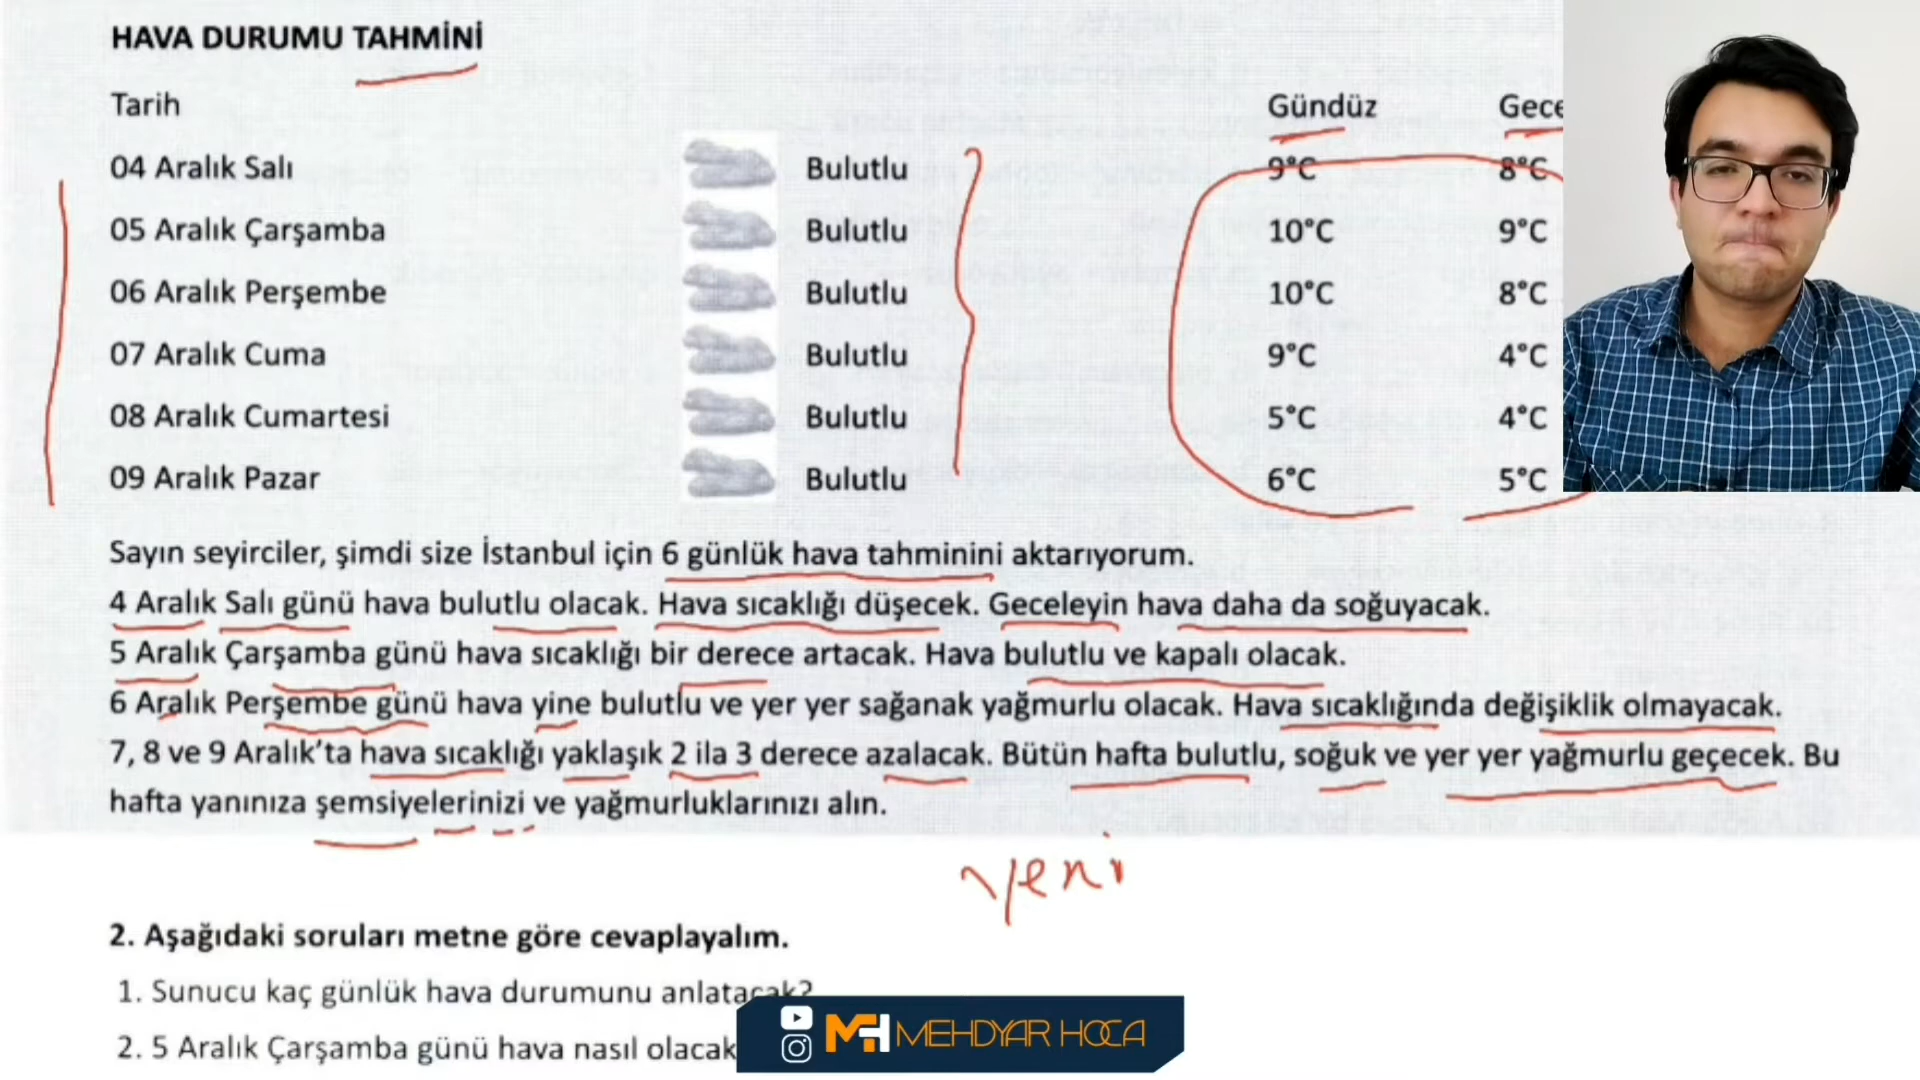 HAVA DURUMU TAHMİNİ
Tarih Gündüz Gece
04 Aralık Salı Bulutlu 9°C 8°C
05 Aralık Çarşamba Bulutlu 10°C 9°C
06 Aralık Perşembe Bulutlu 10°C 8°C
07 Aralık Cuma Bulutlu 9°C 4°C
08 Aralık Cumartesi Bulutlu 5°C 4°C
09 Aralık Pazar Bulutlu 6°C 5°C
Sayın seyirciler, şimdi size İstanbul için 6 günlük hava tahminini aktarıyorum.
4 Aralık Salı günü hava bulutlu olacak. Hava sıcaklığı düşecek. Geceleyin hava daha da soğuyacak.
5 Aralık Çarşamba günü hava sıcaklığı bir derece artacak. Hava bulutlu ve kapalı olacak.
6 Aralık Perşembe günü hava yine bulutlu ve yer yer sağanak yağmurlu olacak. Hava sıcaklığında değişiklik olmayacak.
7, 8 ve 9 Aralık’ta hava sıcaklığı yaklaşık 2 ila 3 derece azalacak. Bütün hafta bulutlu, soğuk ve yer yer yağmurlu geçecek. Bu
hafta yanınıza şemsiyelerinizi ve yağmurluklarınızı alın.
yeni
2. Aşağıdaki soruları metne göre cevaplayalım.
1. Sunucu kaç günlük hava durumunu anlatacak?
2. 5 Aralık Çarşamba günü hava nasıl olacak
MH MEHDYAR HOCA